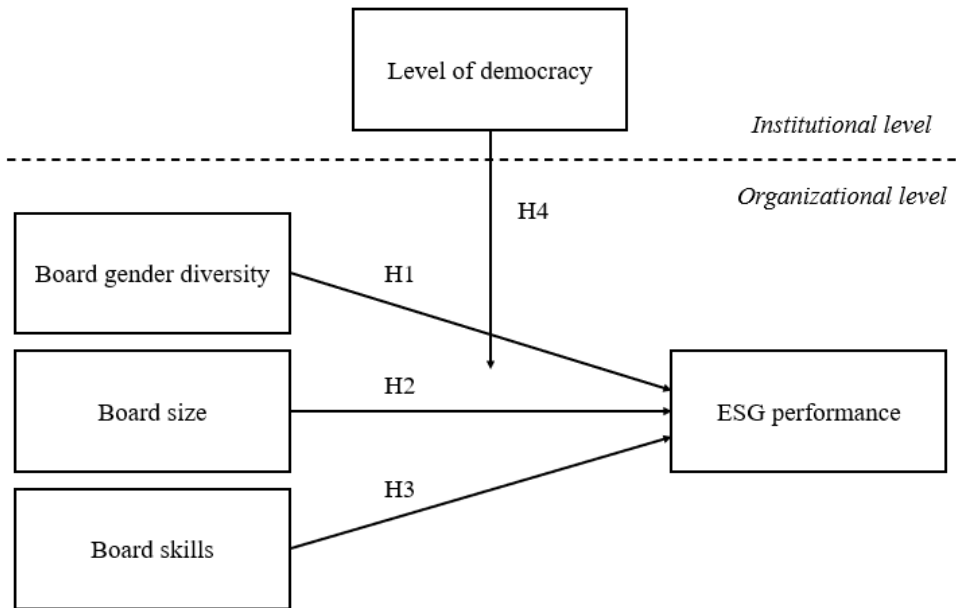 Level of democracy
Institutional level
Organizational level
H4
Board gender diversity
H1
Board size
H2
ESG performance
H3
Board skills